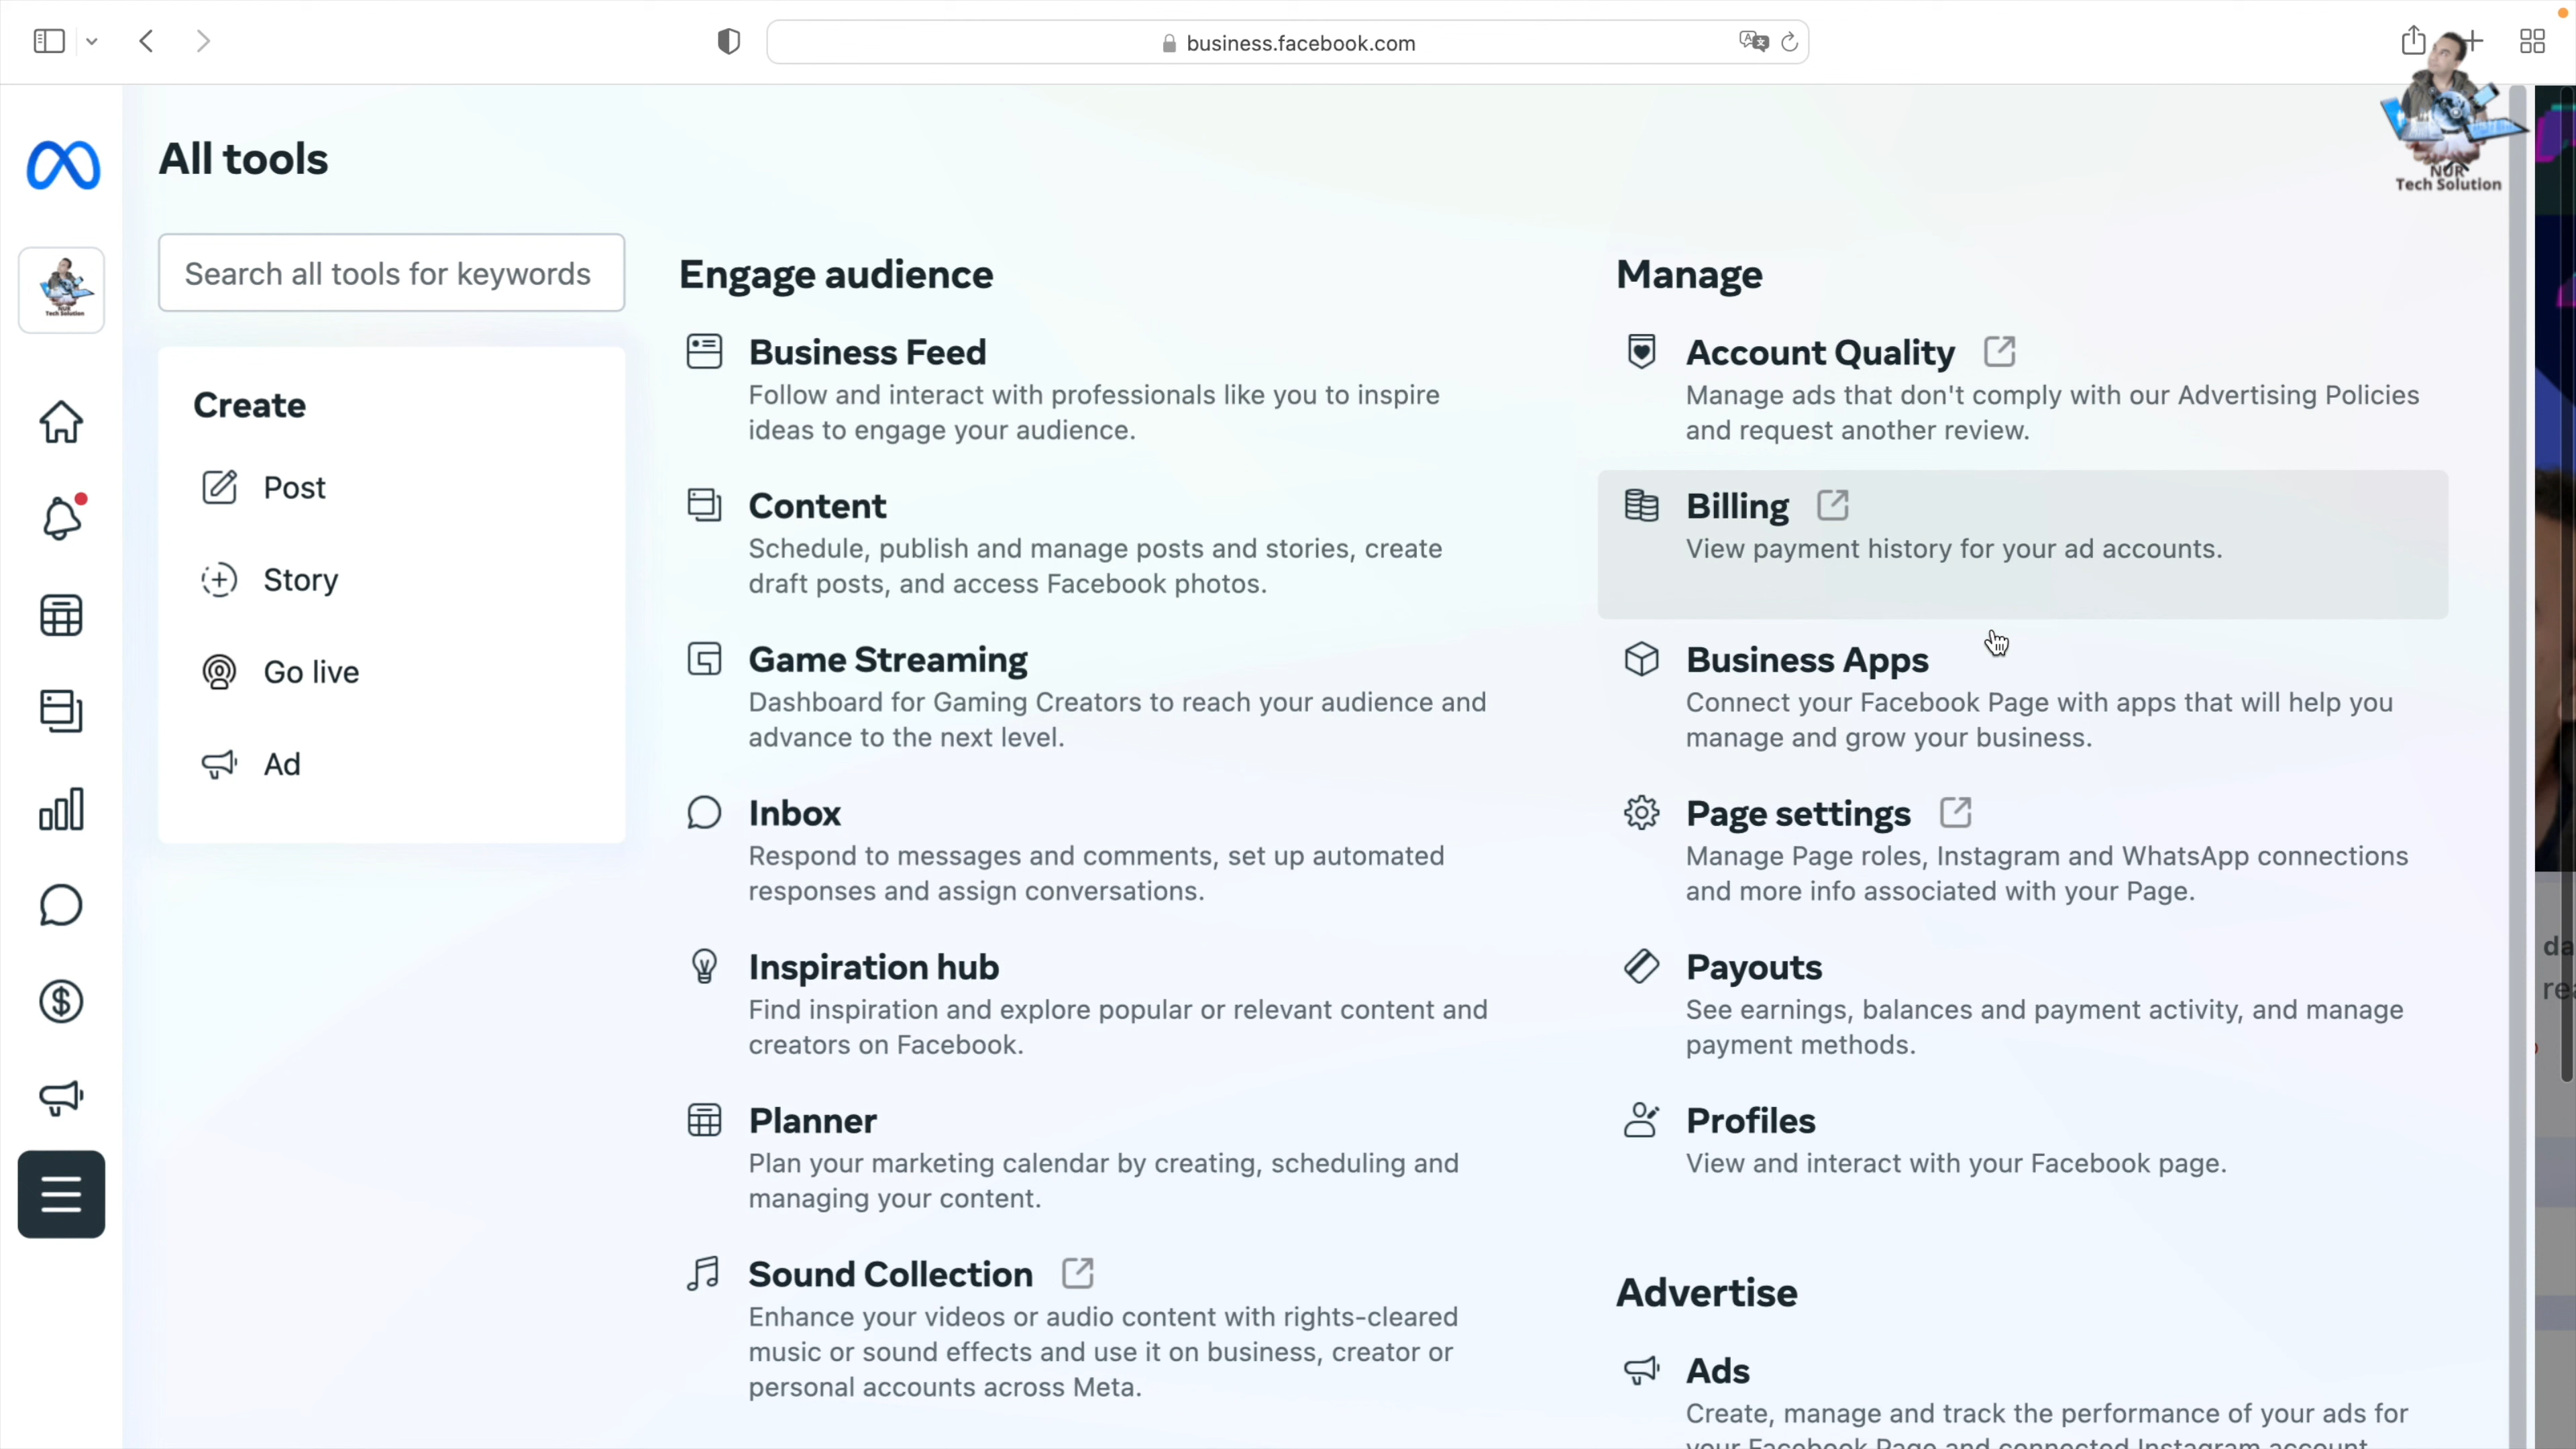 business.facebook.com
NUR
Tech Solution
All tools
Search all tools for keywords
Tech Solution
Create
Post
Story
Go live
Ad
Engage audience
Business Feed
Follow and interact with professionals like you to inspire
ideas to engage your audience.
Content
Schedule, publish and manage posts and stories, create
draft posts, and access Facebook photos.
Game Streaming
Dashboard for Gaming Creators to reach your audience and
advance to the next level.
Inbox
Respond to messages and comments, set up automated
responses and assign conversations.
Inspiration hub
Find inspiration and explore popular or relevant content and
creators on Facebook.
Planner
Plan your marketing calendar by creating, scheduling and
managing your content.
Sound Collection
Enhance your videos or audio content with rights-cleared
music or sound effects and use it on business, creator or
personal accounts across Meta.
Manage
Account Quality
Manage ads that don't comply with our Advertising Policies
and request another review.
Billing
View payment history for your ad accounts.
Business Apps
Connect your Facebook Page with apps that will help you
manage and grow your business.
Page settings
Manage Page roles, Instagram and WhatsApp connections
and more info associated with your Page.
Payouts
See earnings, balances and payment activity, and manage
payment methods.
Profiles
View and interact with your Facebook page.
Advertise
Ads
Create, manage and track the performance of your ads for
your Facebook Page and connected Instagram account